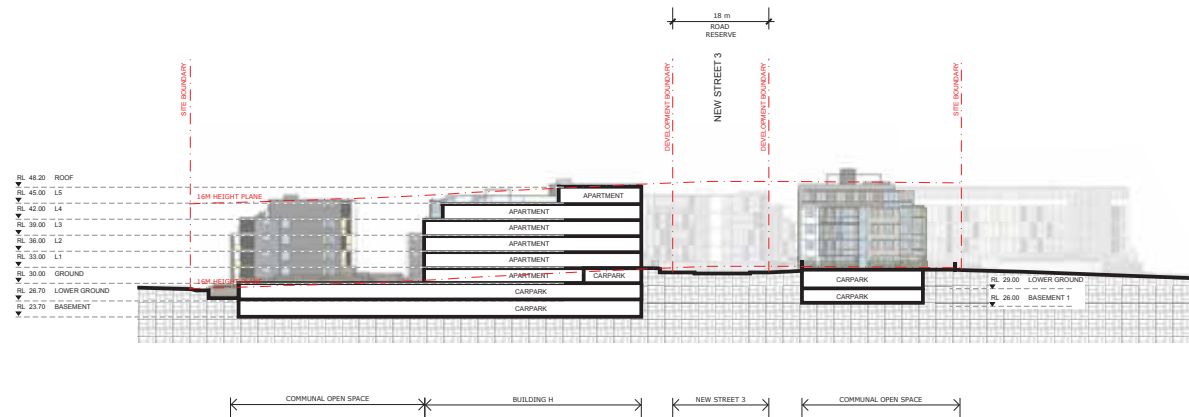 18 m
ROAD
RESERVE
SITE BOUNDARY
DEVELOPMENT BOUNDARY
NEW STREET 3
DEVELOPMENT BOUNDARY
SITE BOUNDARY
RL 48.20 ROOF
RL 45.00 L5
RL 42.00 L4
RL 39.00 L3
RL 36.00 L2
RL 33.00 L1
RL 30.00 GROUND
RL 26.70 LOWER GROUND
RL 23.70 BASEMENT
16M HEIGHT PLANE
16M HEIGHT PLANE
APARTMENT
APARTMENT
APARTMENT
APARTMENT
APARTMENT
APARTMENT
CARPARK
CARPARK
CARPARK
CARPARK
CARPARK
RL 29.00 LOWER GROUND
RL 26.00 BASEMENT 1
COMMUNAL OPEN SPACE
BUILDING H
NEW STREET 3
COMMUNAL OPEN SPACE